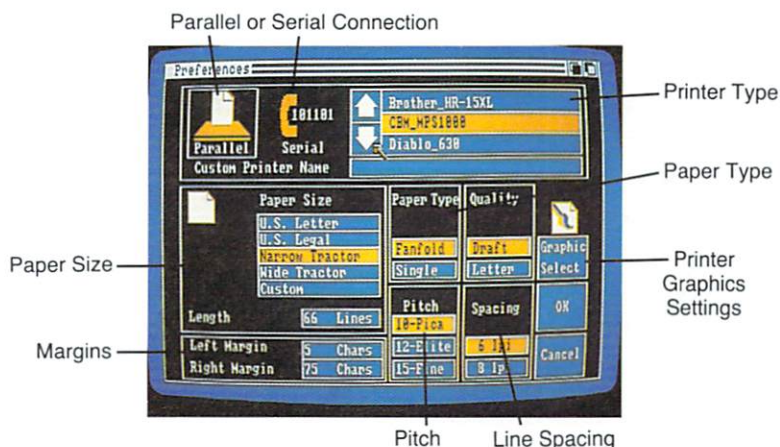 Parallel or Serial Connection
Preferences
Brother_HR-15XL
Printer Type
101101
CBM_MPS1000
Diablo_630
Parallel
Serial
Custom Printer Name
Paper Type
Paper Size
Paper Type
Quality
U.S. Letter
U.S. Legal
Narrow Tractor
Wide Tractor
Custom
Fanfold
Single
Draft
Letter
Graphic
Select
Paper Size
Printer
Graphics
Settings
Length
66 Lines
Pitch
10-Pica
12-Elite
15-Fine
Spacing
6 lpi
8 lpi
OK
Cancel
Margins
Left Margin
5 Chars
Right Margin
75 Chars
Pitch
Line Spacing